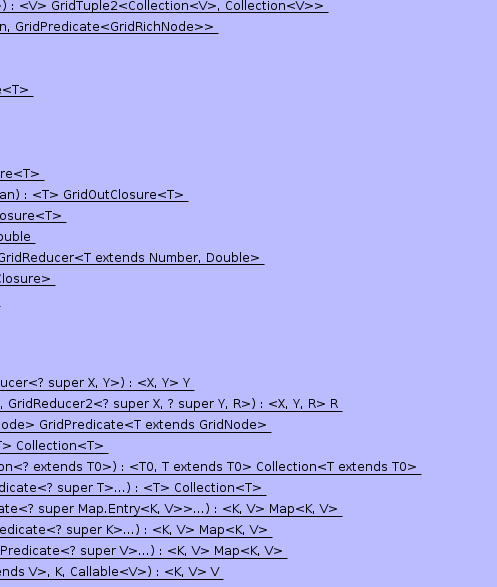 ) : <V> GridTuple2<Collection<V>, Collection<V>>
n, GridPredicate<GridRichNode>>
e<T>
re<T>
an) : <T> GridOutClosure<T>
losure<T>
ouble
GridReducer<T extends Number, Double>
Closure>
ucer<? super X, Y>) : <X, Y> Y
, GridReducer2<? super X, ? super Y, R>) : <X, Y, R> R
ode> GridPredicate<T extends GridNode>
T> Collection<T>
on<? extends T0>) : <T0, T extends T0> Collection<T extends T0>
dicate<? super T>...) : <T> Collection<T>
ate<? super Map.Entry<K, V>>...) : <K, V> Map<K, V>
redicate<? super K>...) : <K, V> Map<K, V>
Predicate<? super V>...) : <K, V> Map<K, V>
ends V>, K, Callable<V>) : <K, V> V